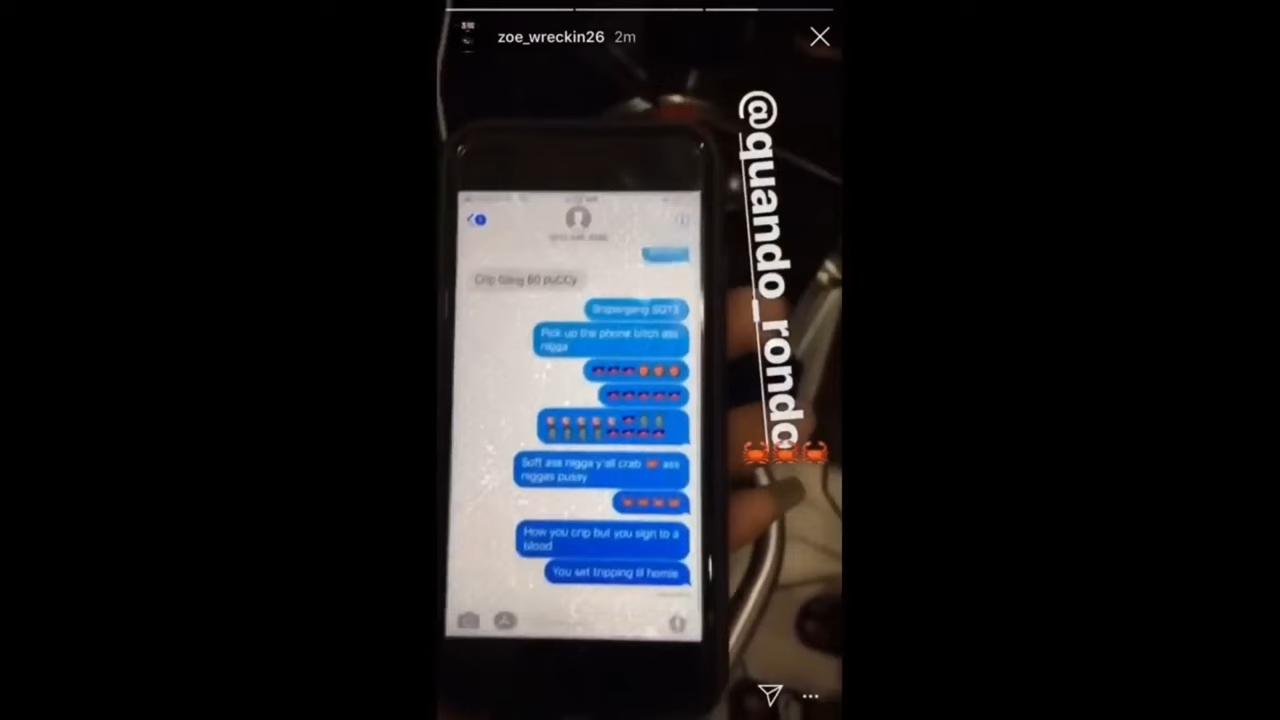 zoe_wreckin26 2m
@quando_rondo
Crip Gang 60 puccy
Pick up the phone bitch ass
nigga
Soft ass nigga y'all crab 🦀 ass
niggas pussy
How you crip but you sign to a
blood
You set tripping lil homie